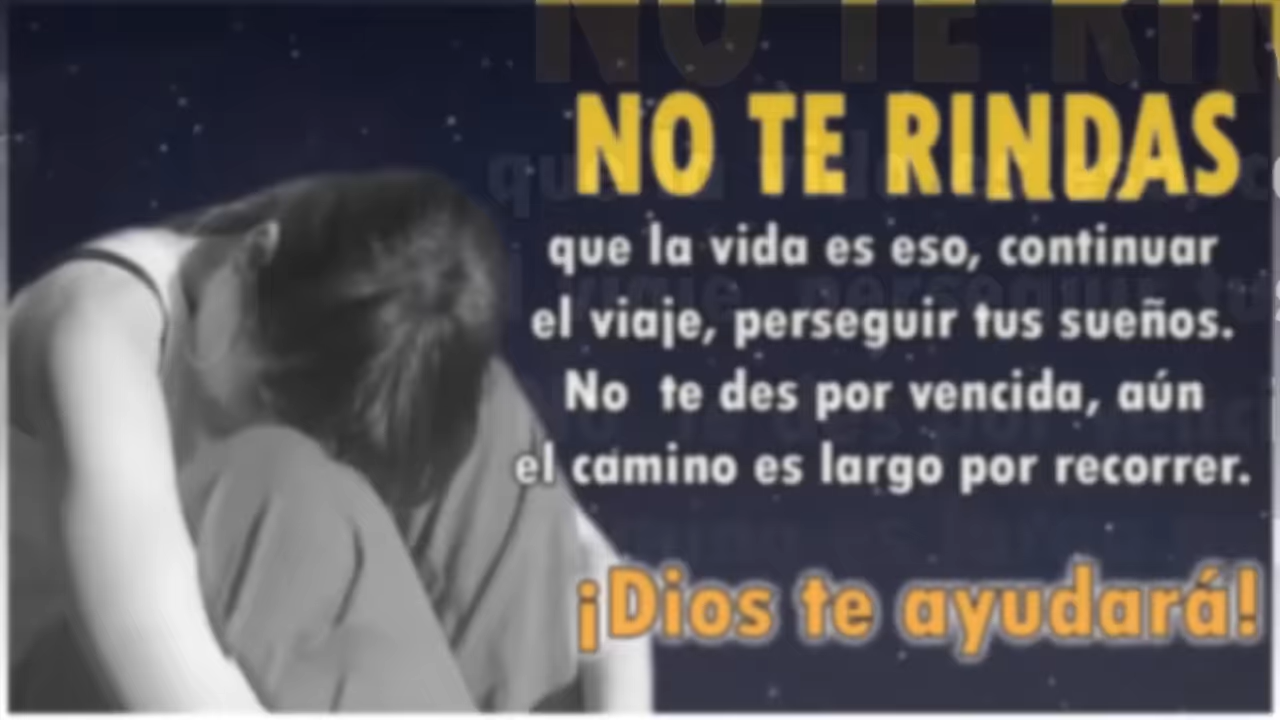 NO TE RINDAS
que la vida es eso, continuar
el viaje, perseguir tus sueños.
No te des por vencida, aún
el camino es largo por recorrer.
¡Dios te ayudará!